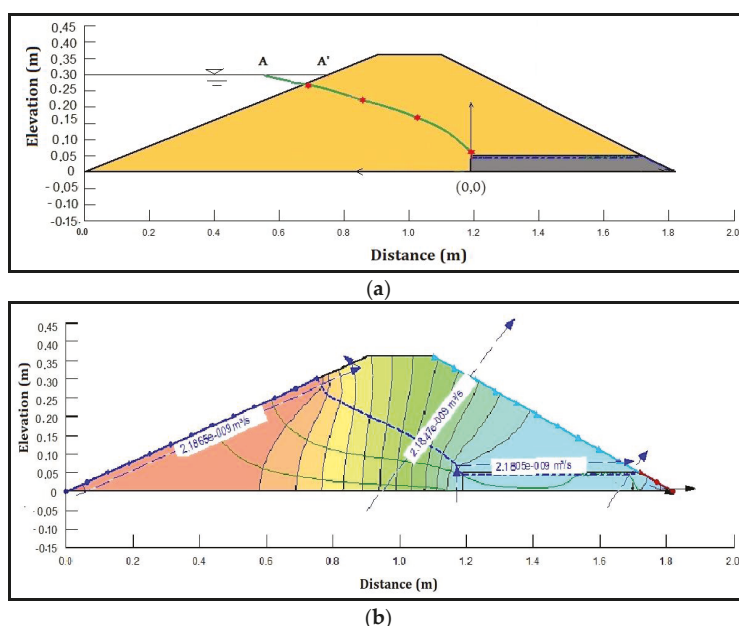 Elevation (m)
0,45
0,40
0,35
0.30
0.25
0.20
0.15
0.10
0.05
0
- 0,05
- 0,10
-0.15
A A'
(0,0)
0.0 0.2 0.4 0.6 0.8 1.0 1.2 1.4 1.6 1.8 2.0
Distance (m)
(a)
Elevation (m)
0,45
0,40
0,35
0.30
0.25
0.20
0.15
0.10
0.05
0
-0,05
-0,10
-0.15
2.1865e-009 m³/s
2.1847e-009 m³/s
2.1805e-009 m³/s
0.0 0.2 0.4 0.6 0.8 1.0 1.2 1.4 1.6 1.8 2.0
Distance (m)
(b)